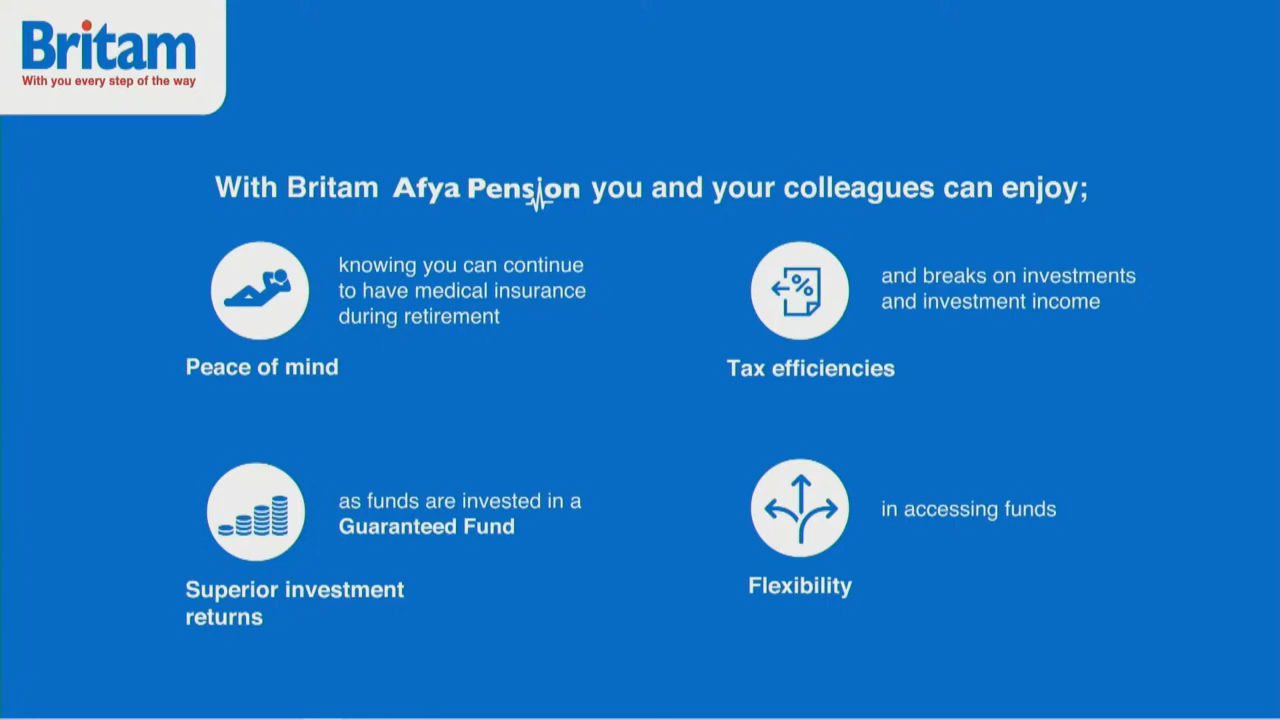 Britam
With you every step of the way
With Britam Afya Pension you and your colleagues can enjoy;
knowing you can continue
to have medical insurance
during retirement
Peace of mind
and breaks on investments
and investment income
Tax efficiencies
as funds are invested in a
Guaranteed Fund
Superior investment
returns
in accessing funds
Flexibility